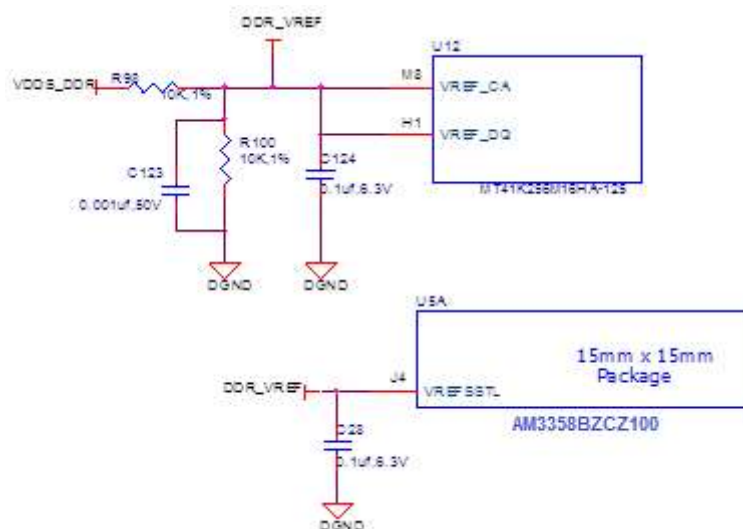 DDR_VREF
U12
VDDS_DDR
R98
10K,1%
M8
VREF_CA
H1
VREF_DQ
R100
10K,1%
C123
0.001uf,50V
C124
0.1uf,6.3V
MT41K256M16HA-125
DGND
DGND
U5A
15mm x 15mm
Package
DDR_VREF
J4
VREFSSTL
AM3358BZCZ100
C28
0.1uf,6.3V
DGND